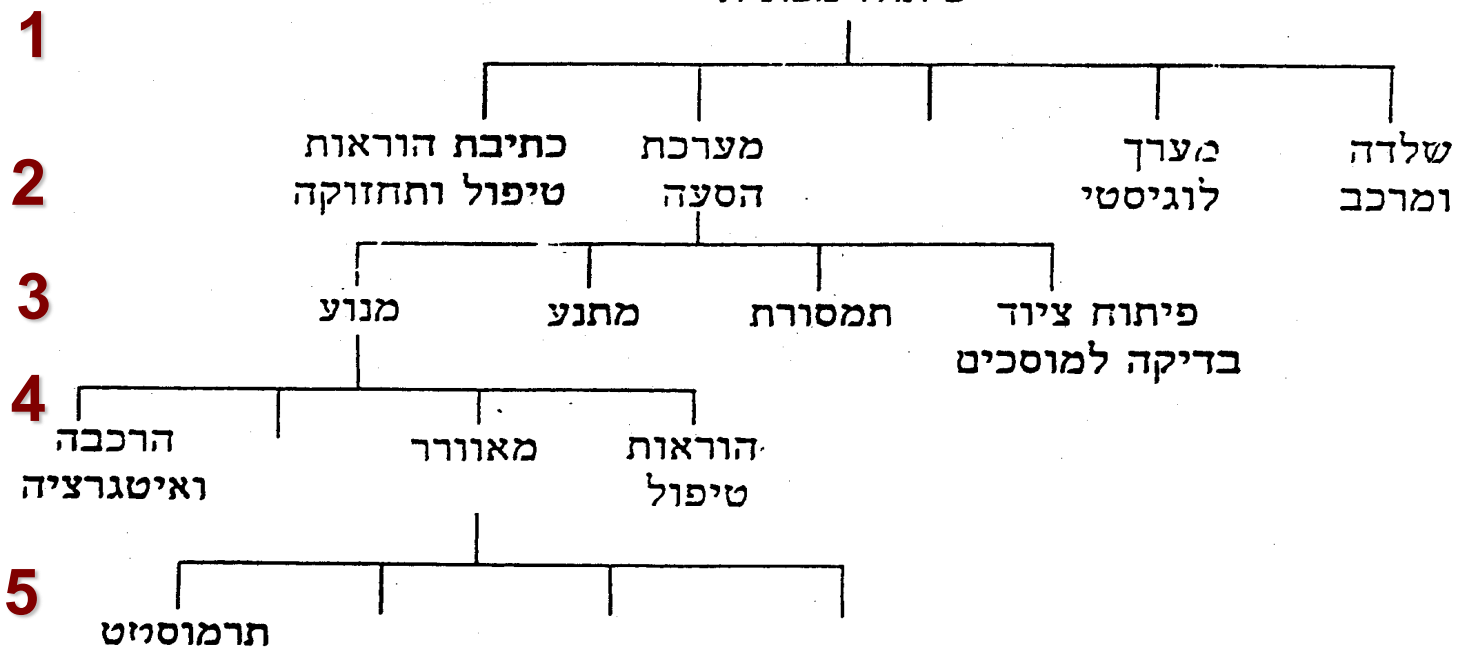 1
שלדה
ומרכב
מערך
לוגיסטי
מערכת
הסעה
כתיבת הוראות
טיפול ותחזוקה
2
פיתוח ציוד
בדיקה למוסכים
תמסורת
מתנע
מנוע
3
הוראות
טיפול
מאוורר
הרכבה
ואיטגרציה
4
תרמוסטט
5